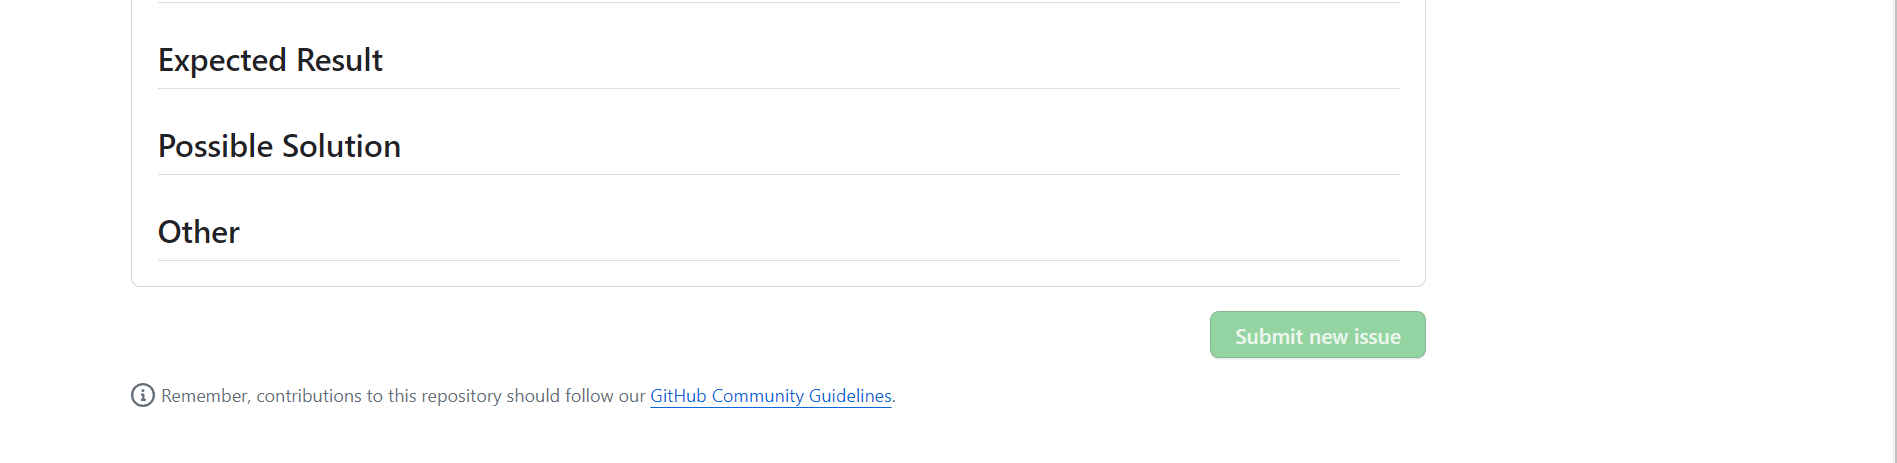 Expected Result
Possible Solution
Other
Submit new issue
Remember, contributions to this repository should follow our GitHub Community Guidelines.